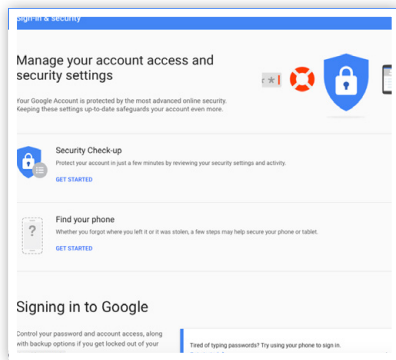 Sign-in & security
Manage your account access and
security settings
Your Google Account is protected by the most advanced online security.
Keeping these settings up-to-date safeguards your account even more.
Security Check-up
Protect your account in just a few minutes by reviewing your security settings and activity.
GET STARTED
Find your phone
Whether you forgot where you left it or it was stolen, a few steps may help secure your phone or tablet.
GET STARTED
Signing in to Google
Control your password and account access, along
with backup options if you get locked out of your
Tired of typing passwords? Try using your phone to sign in.